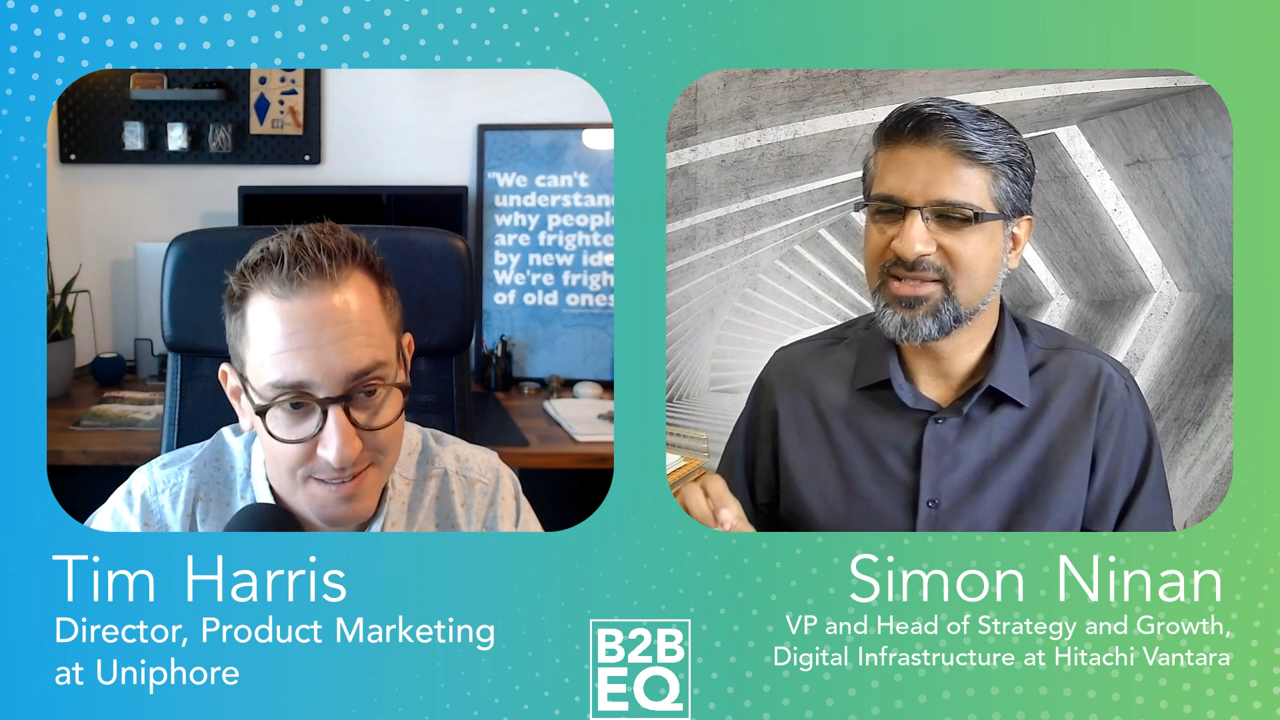 "We can't
understan
why peopl
are frighte
by new ide
We're frigh
of old ones
Tim Harris
Director, Product Marketing
at Uniphore
Simon Ninan
VP and Head of Strategy and Growth,
Digital Infrastructure at Hitachi Vantara
B2B
EQ